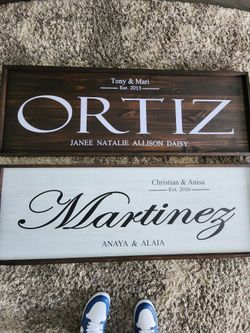 Tony & Mari
Est. 2013
ORTIZ
JANEE NATALIE ALLISON DAISY
Christian & Anisa
Est. 2016
Martinez
ANAYA & ALAIA